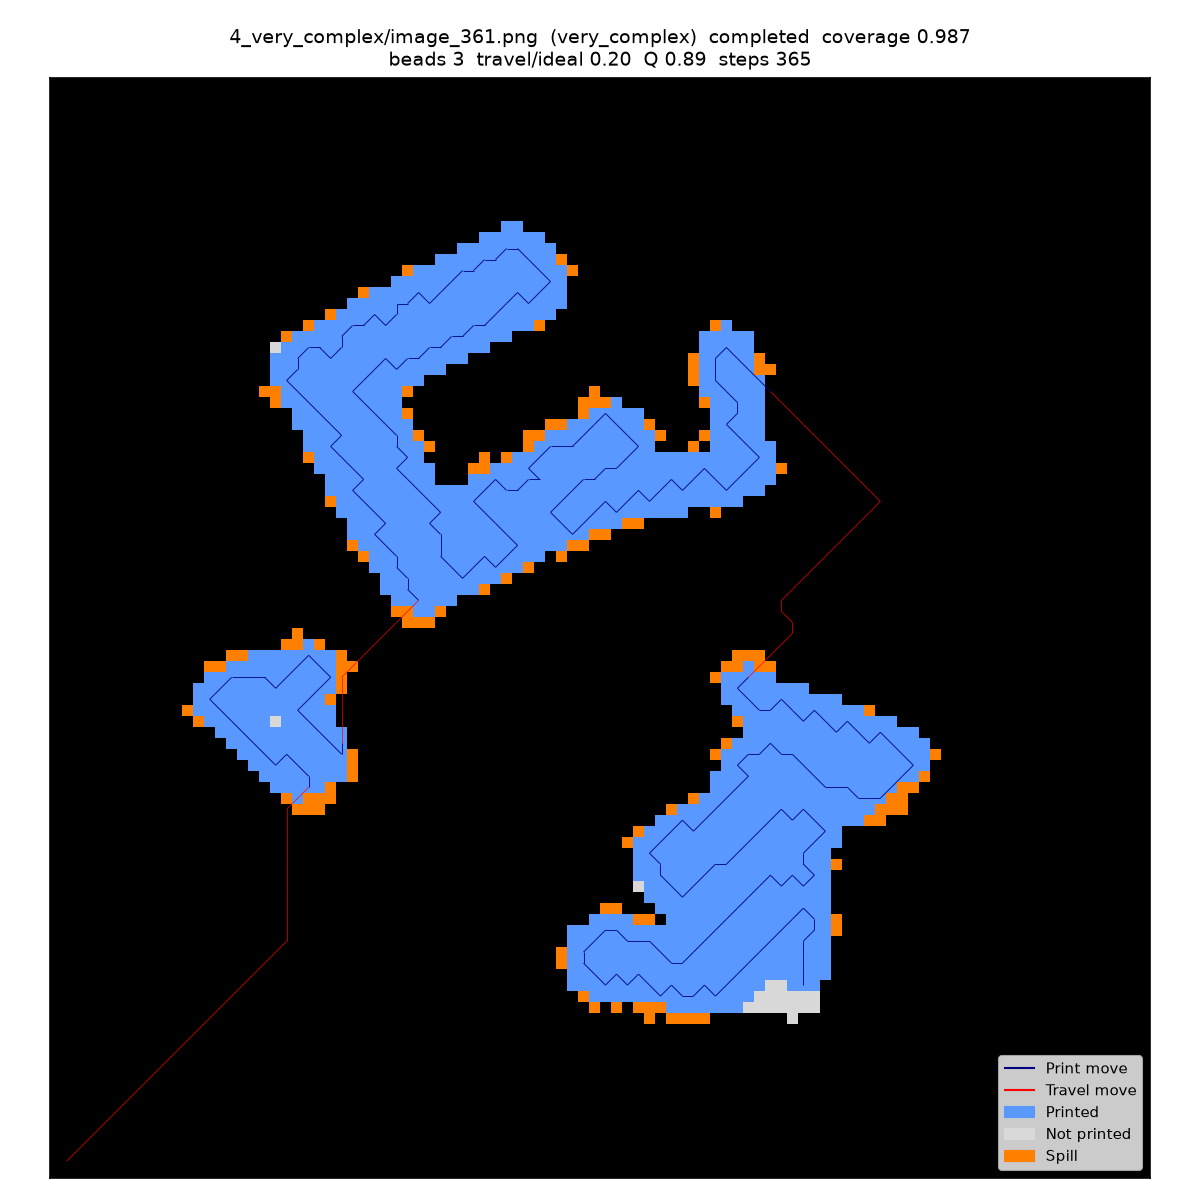 4_very_complex/image_361.png  (very_complex)  completed  coverage 0.987
beads 3  travel/ideal 0.20  Q 0.89  steps 365
Print move
Travel move
Printed
Not printed
Spill